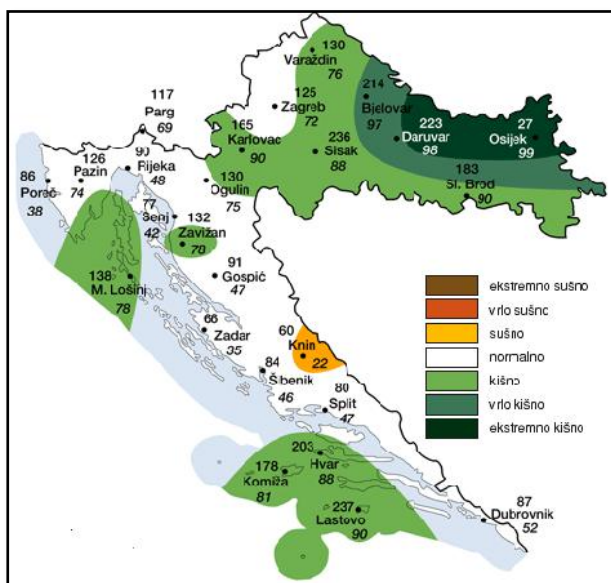 130
Varaždin
76
117
Parg
69
125
Zagreb
72
214
Bjelovar
97
223
Daruvar
98
27
Osijek
99
165
Karlovac
90
236
Sisak
88
183
Sl. Brod
90
86
Poreč
38
126
Pazin
74
90
Rijeka
48
130
Ogulin
75
77
Senj
42
132
Zavižan
70
91
Gospić
47
138
M. Lošinj
78
66
Zadar
35
60
Knin
22
84
Šibenik
46
80
Split
47
203
Hvar
88
178
Komiža
81
237
Lastovo
90
87
Dubrovnik
52
ekstremno sušno
vrlo sušno
sušno
normalno
kišno
vrlo kišno
ekstremno kišno